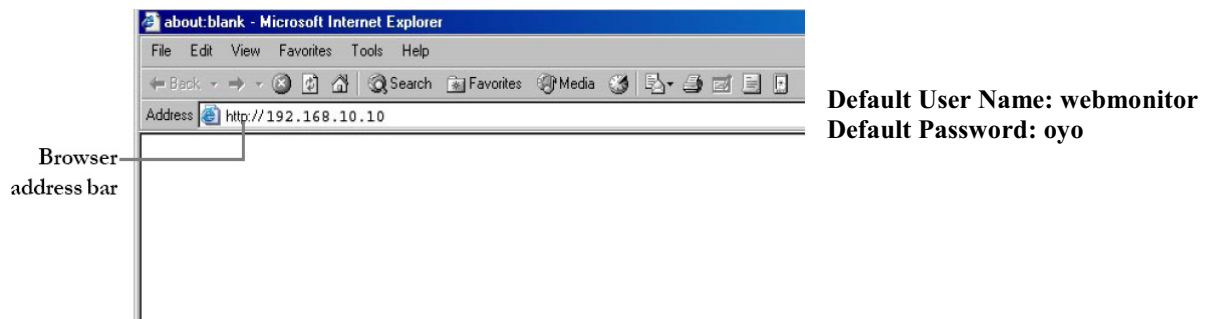 about:blank - Microsoft Internet Explorer
File Edit View Favorites Tools Help
Back Search Favorites Media
Address http://192.168.10.10
Default User Name: webmonitor
Default Password: oyo
Browser
address bar